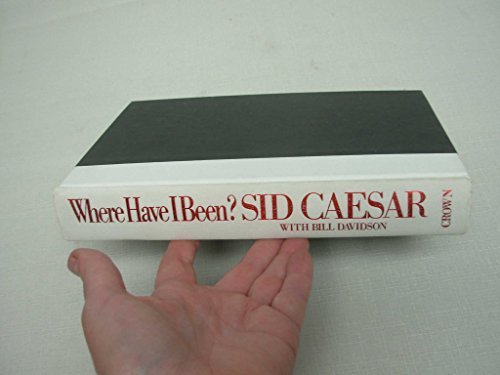 Where Have I Been? SID CAESAR
WITH BILL DAVIDSON
CROWN